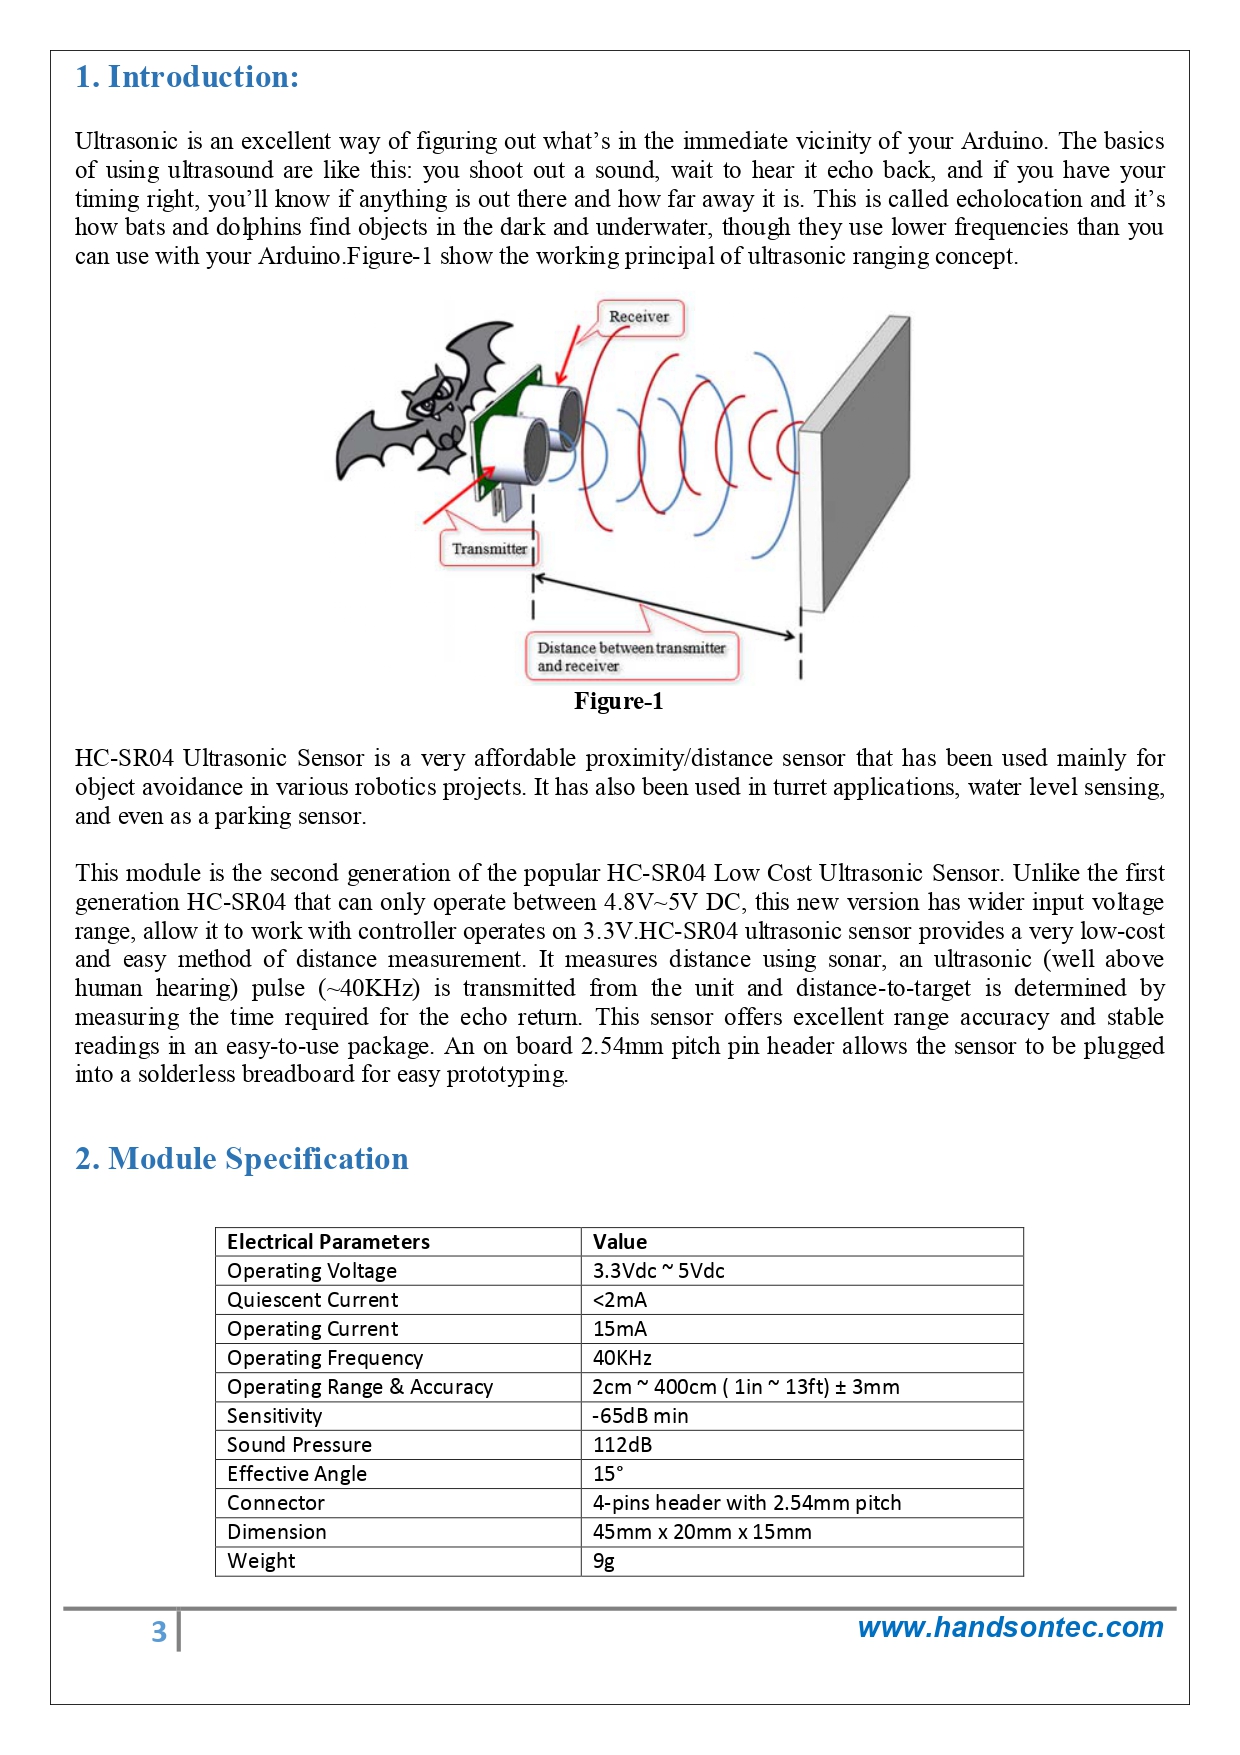 1. Introduction:
Ultrasonic is an excellent way of figuring out what’s in the immediate vicinity of your Arduino. The basics
of using ultrasound are like this: you shoot out a sound, wait to hear it echo back, and if you have your
timing right, you’ll know if anything is out there and how far away it is. This is called echolocation and it’s
how bats and dolphins find objects in the dark and underwater, though they use lower frequencies than you
can use with your Arduino.Figure-1 show the working principal of ultrasonic ranging concept.
Receiver
Transmitter
Distance between transmitter
and receiver
Figure-1
HC-SR04 Ultrasonic Sensor is a very affordable proximity/distance sensor that has been used mainly for
object avoidance in various robotics projects. It has also been used in turret applications, water level sensing,
and even as a parking sensor.
This module is the second generation of the popular HC-SR04 Low Cost Ultrasonic Sensor. Unlike the first
generation HC-SR04 that can only operate between 4.8V~5V DC, this new version has wider input voltage
range, allow it to work with controller operates on 3.3V.HC-SR04 ultrasonic sensor provides a very low-cost
and easy method of distance measurement. It measures distance using sonar, an ultrasonic (well above
human hearing) pulse (~40KHz) is transmitted from the unit and distance-to-target is determined by
measuring the time required for the echo return. This sensor offers excellent range accuracy and stable
readings in an easy-to-use package. An on board 2.54mm pitch pin header allows the sensor to be plugged
into a solderless breadboard for easy prototyping.
2. Module Specification
Electrical Parameters Value
Operating Voltage 3.3Vdc ~ 5Vdc
Quiescent Current <2mA
Operating Current 15mA
Operating Frequency 40KHz
Operating Range & Accuracy 2cm ~ 400cm ( 1in ~ 13ft) ± 3mm
Sensitivity -65dB min
Sound Pressure 112dB
Effective Angle 15°
Connector 4-pins header with 2.54mm pitch
Dimension 45mm x 20mm x 15mm
Weight 9g
3 www.handsontec.com